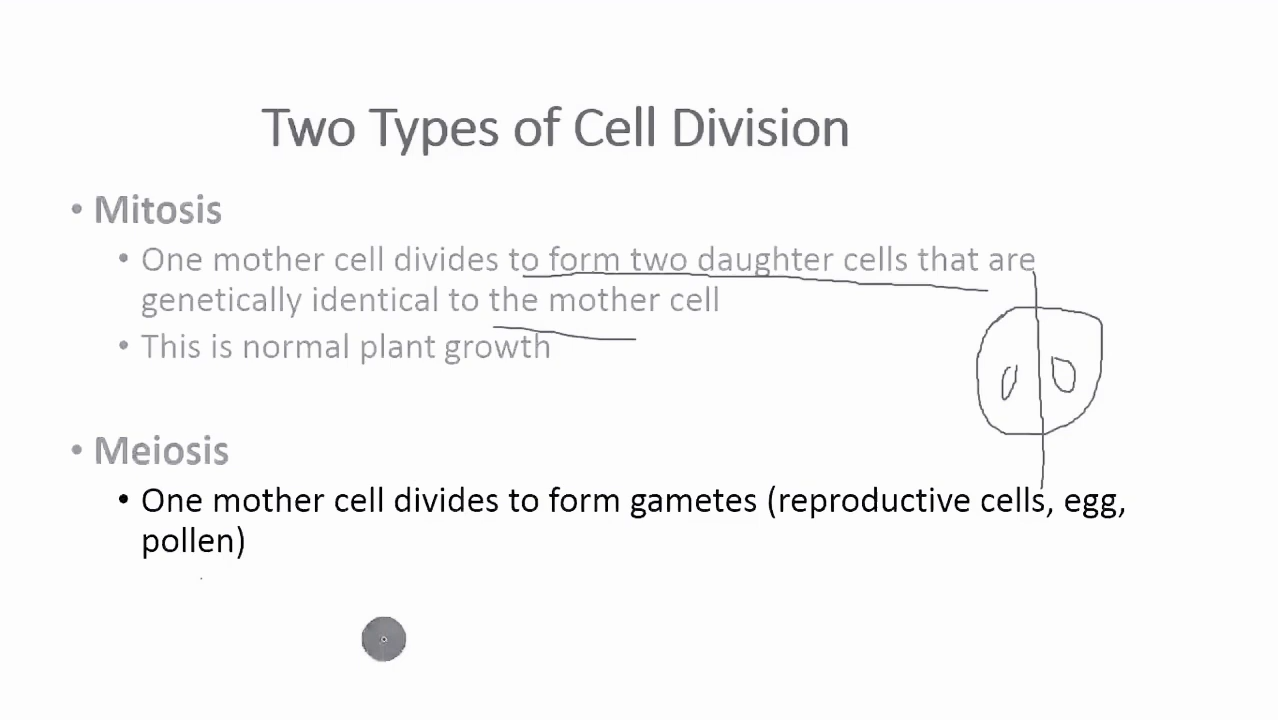 Two Types of Cell Division
• Mitosis
• One mother cell divides to form two daughter cells that are
genetically identical to the mother cell
• This is normal plant growth
• Meiosis
• One mother cell divides to form gametes (reproductive cells, egg,
pollen)